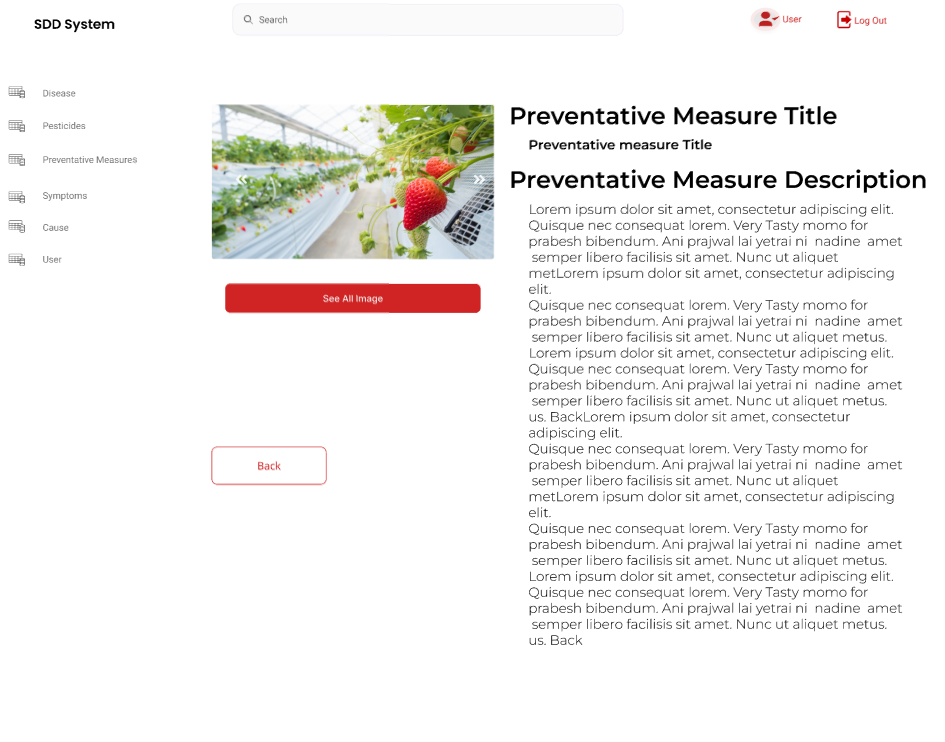 SDD System
Search
User
Log Out
Disease
Pesticides
Preventative Measures
Symptoms
Cause
User
See All Image
Back
Preventative Measure Title
Preventative measure Title
Preventative Measure Description
Lorem ipsum dolor sit amet, consectetur adipiscing elit.
Quisque nec consequat lorem. Very Tasty momo for
prabesh bibendum. Ani prajwal lai yetrai ni  nadine  amet
semper libero facilisis sit amet. Nunc ut aliquet
metLorem ipsum dolor sit amet, consectetur adipiscing
elit.
Quisque nec consequat lorem. Very Tasty momo for
prabesh bibendum. Ani prajwal lai yetrai ni  nadine  amet
semper libero facilisis sit amet. Nunc ut aliquet metus.
Lorem ipsum dolor sit amet, consectetur adipiscing elit.
Quisque nec consequat lorem. Very Tasty momo for
prabesh bibendum. Ani prajwal lai yetrai ni  nadine  amet
semper libero facilisis sit amet. Nunc ut aliquet metus.
us. BackLorem ipsum dolor sit amet, consectetur
adipiscing elit.
Quisque nec consequat lorem. Very Tasty momo for
prabesh bibendum. Ani prajwal lai yetrai ni  nadine  amet
semper libero facilisis sit amet. Nunc ut aliquet
metLorem ipsum dolor sit amet, consectetur adipiscing
elit.
Quisque nec consequat lorem. Very Tasty momo for
prabesh bibendum. Ani prajwal lai yetrai ni  nadine  amet
semper libero facilisis sit amet. Nunc ut aliquet metus.
Lorem ipsum dolor sit amet, consectetur adipiscing elit.
Quisque nec consequat lorem. Very Tasty momo for
prabesh bibendum. Ani prajwal lai yetrai ni  nadine  amet
semper libero facilisis sit amet. Nunc ut aliquet metus.
us. Back